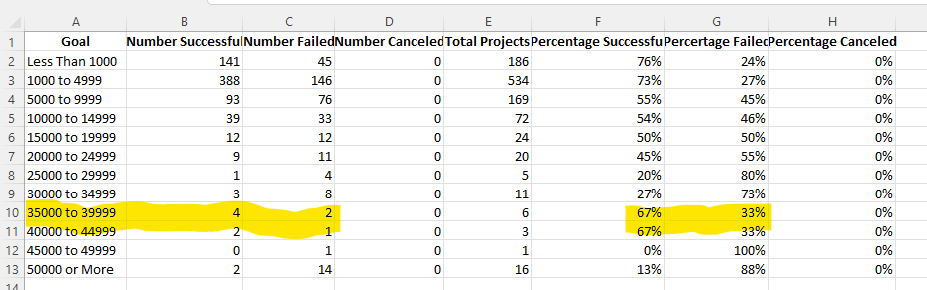 A B C D E F G H
1 Goal Number Successful Number Failed Number Canceled Total Projects Percentage Successfu Percertage Failed Percentage Canceled
2 Less Than 1000 141 45 0 186 76% 24% 0%
3 1000 to 4999 388 146 0 534 73% 27% 0%
4 5000 to 9999 93 76 0 169 55% 45% 0%
5 10000 to 14999 39 33 0 72 54% 46% 0%
6 15000 to 19999 12 12 0 24 50% 50% 0%
7 20000 to 24999 9 11 0 20 45% 55% 0%
8 25000 to 29999 1 4 0 5 20% 80% 0%
9 30000 to 34999 3 8 0 11 27% 73% 0%
10 35000 to 39999 4 2 0 6 67% 33% 0%
11 40000 to 44999 2 1 0 3 67% 33% 0%
12 45000 to 49999 0 1 0 1 0% 100% 0%
13 50000 or More 2 14 0 16 13% 88% 0%
14